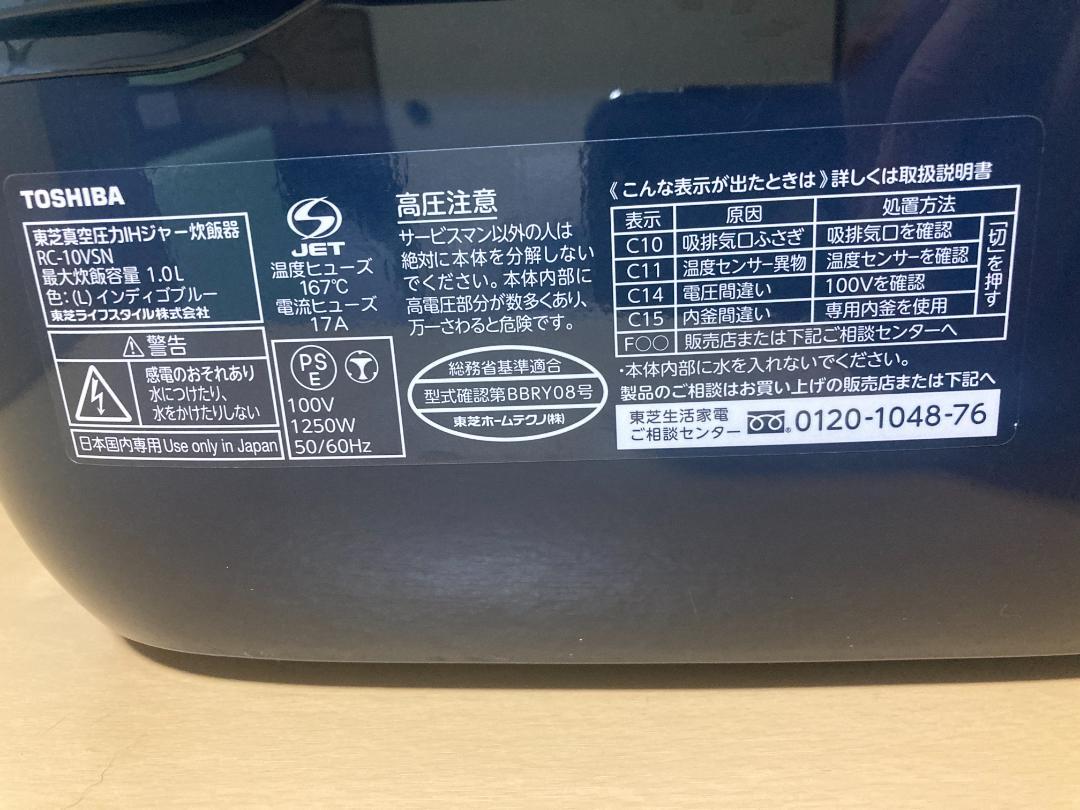 TOSHIBA
東芝真空圧力IHジャー炊飯器
RC-10VSN
最大炊飯容量 1.0L
色:(L) インディゴブルー
東芝ライフスタイル株式会社
警告
感電のおそれあり
水につけたり、
水をかけたりしない
日本国内専用 Use only in Japan
JET
温度ヒューズ
167℃
電流ヒューズ
17A
PS
E
100V
1250W
50/60Hz
高圧注意
サービスマン以外の人は
絶対に本体を分解しない
でください。本体内部に
高電圧部分が数多くあり、
万一さわると危険です。
総務省基準適合
型式確認第BBRY08号
東芝ホームテクノ(株)
《こんな表示が出たときは》詳しくは取扱説明書
表示 原因 処置方法
C10 吸排気口ふさぎ 吸排気口を確認
C11 温度センサー異物 温度センサーを確認
C14 電圧間違い 100Vを確認
C15 内釜間違い 専用内釜を使用
切を押す
F○○ 販売店または下記ご相談センターへ
・本体内部に水を入れないでください。
製品のご相談はお買い上げの販売店または下記へ
東芝生活家電
ご相談センター 0120-1048-76